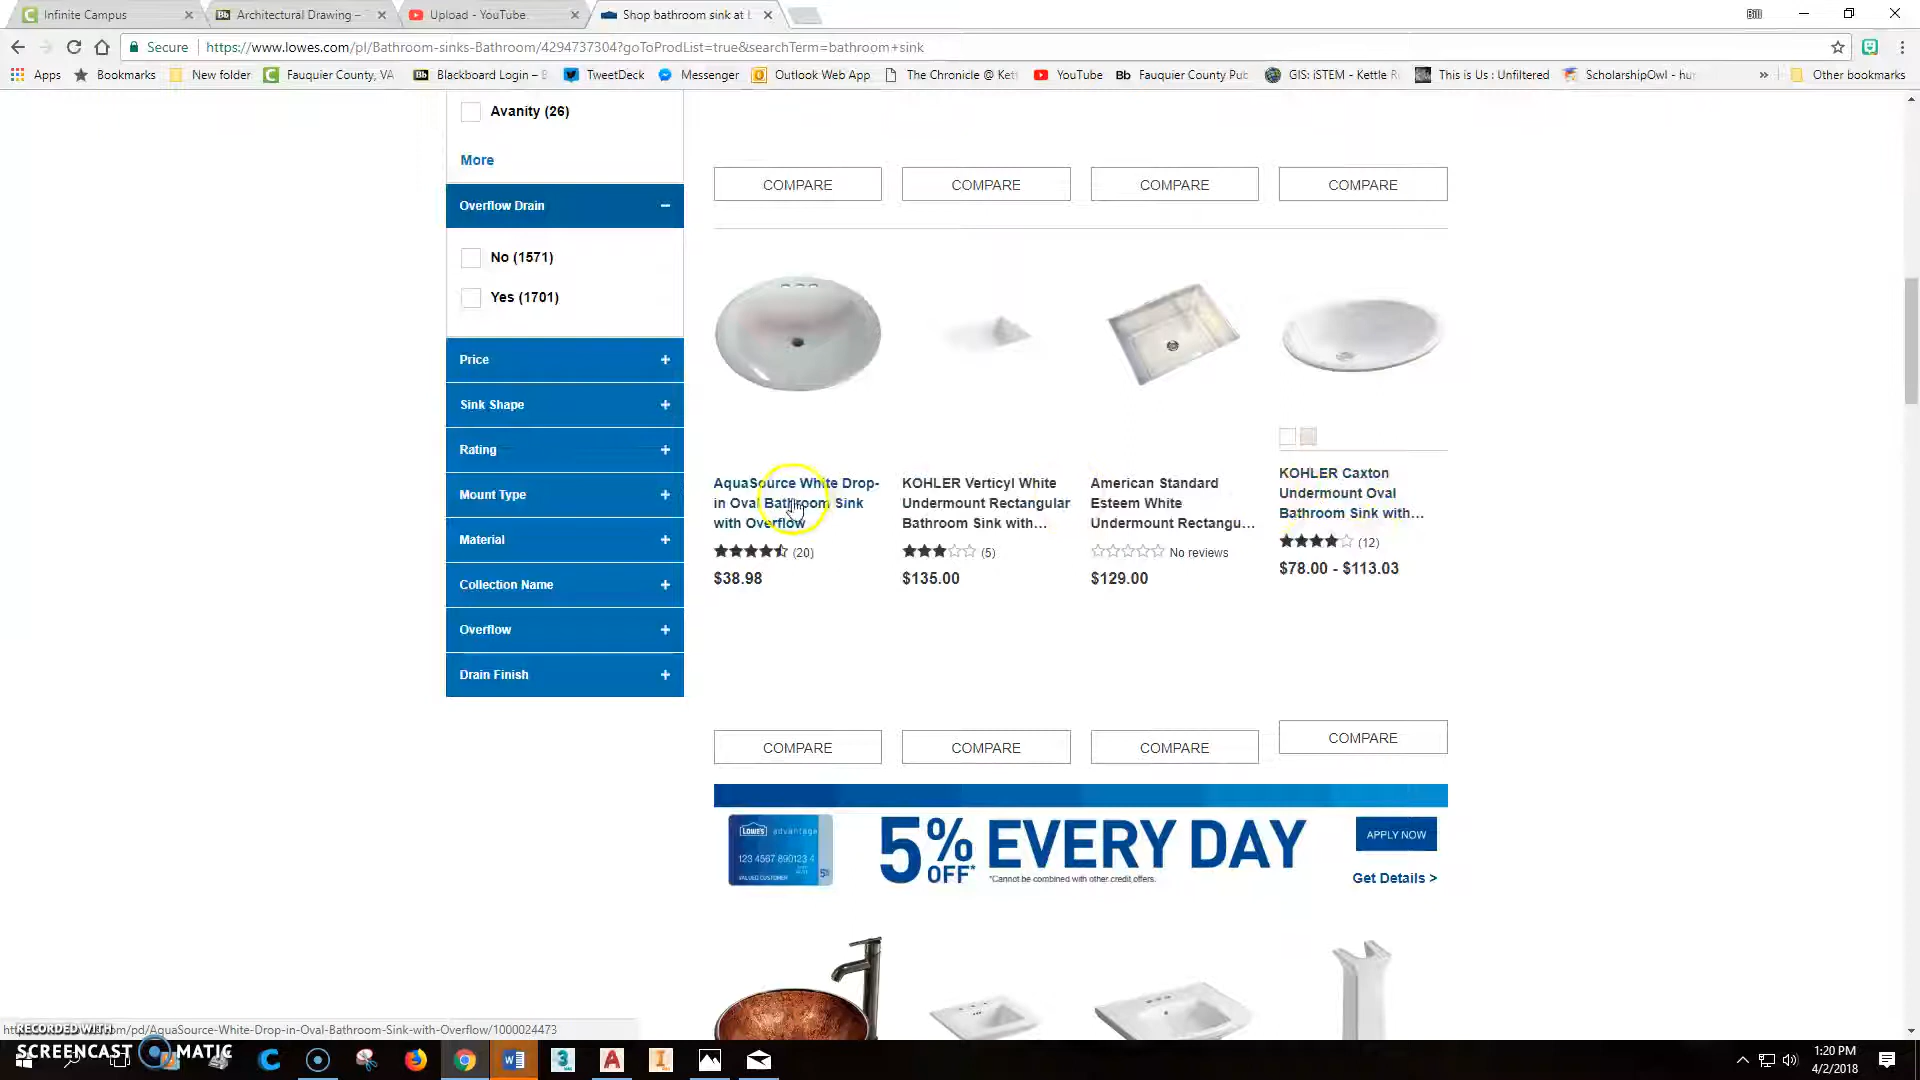 Infinite Campus
Architectural Drawing –
Upload - YouTube
Shop bathroom sink at
Bill
Secure
https://www.lowes.com/pl/Bathroom-sinks-Bathroom/4294737304?goToProdList=true&searchTerm=bathroom+sink
Apps
Bookmarks
New folder
Fauquier County, VA
Blackboard Login –
TweetDeck
Messenger
Outlook Web App
The Chronicle @ Kett
YouTube
Fauquier County Pub
GIS: iSTEM - Kettle R
This is Us : Unfiltered
ScholarshipOwl - hu
Other bookmarks
Avanity (26)
More
Overflow Drain
No (1571)
Yes (1701)
Price
Sink Shape
Rating
Mount Type
Material
Collection Name
Overflow
Drain Finish
COMPARE
COMPARE
COMPARE
COMPARE
AquaSource White Drop-
in Oval Bathroom Sink
with Overflow
(20)
$38.98
KOHLER Verticyl White
Undermount Rectangular
Bathroom Sink with...
(5)
$135.00
American Standard
Esteem White
Undermount Rectangu...
No reviews
$129.00
KOHLER Caxton
Undermount Oval
Bathroom Sink with...
(12)
$78.00 - $113.03
COMPARE
COMPARE
COMPARE
COMPARE
LOWE'S advantage
123 4567 890123 4
VALUED CUSTOMER
5%
5% OFF* EVERY DAY
*Cannot be combined with other credit offers.
APPLY NOW
Get Details >
.com/pd/AquaSource-White-Drop-in-Oval-Bathroom-Sink-with-Overflow/1000024473
RECORDED WITH
SCREENCAST MATIC
1:20 PM
4/2/2018